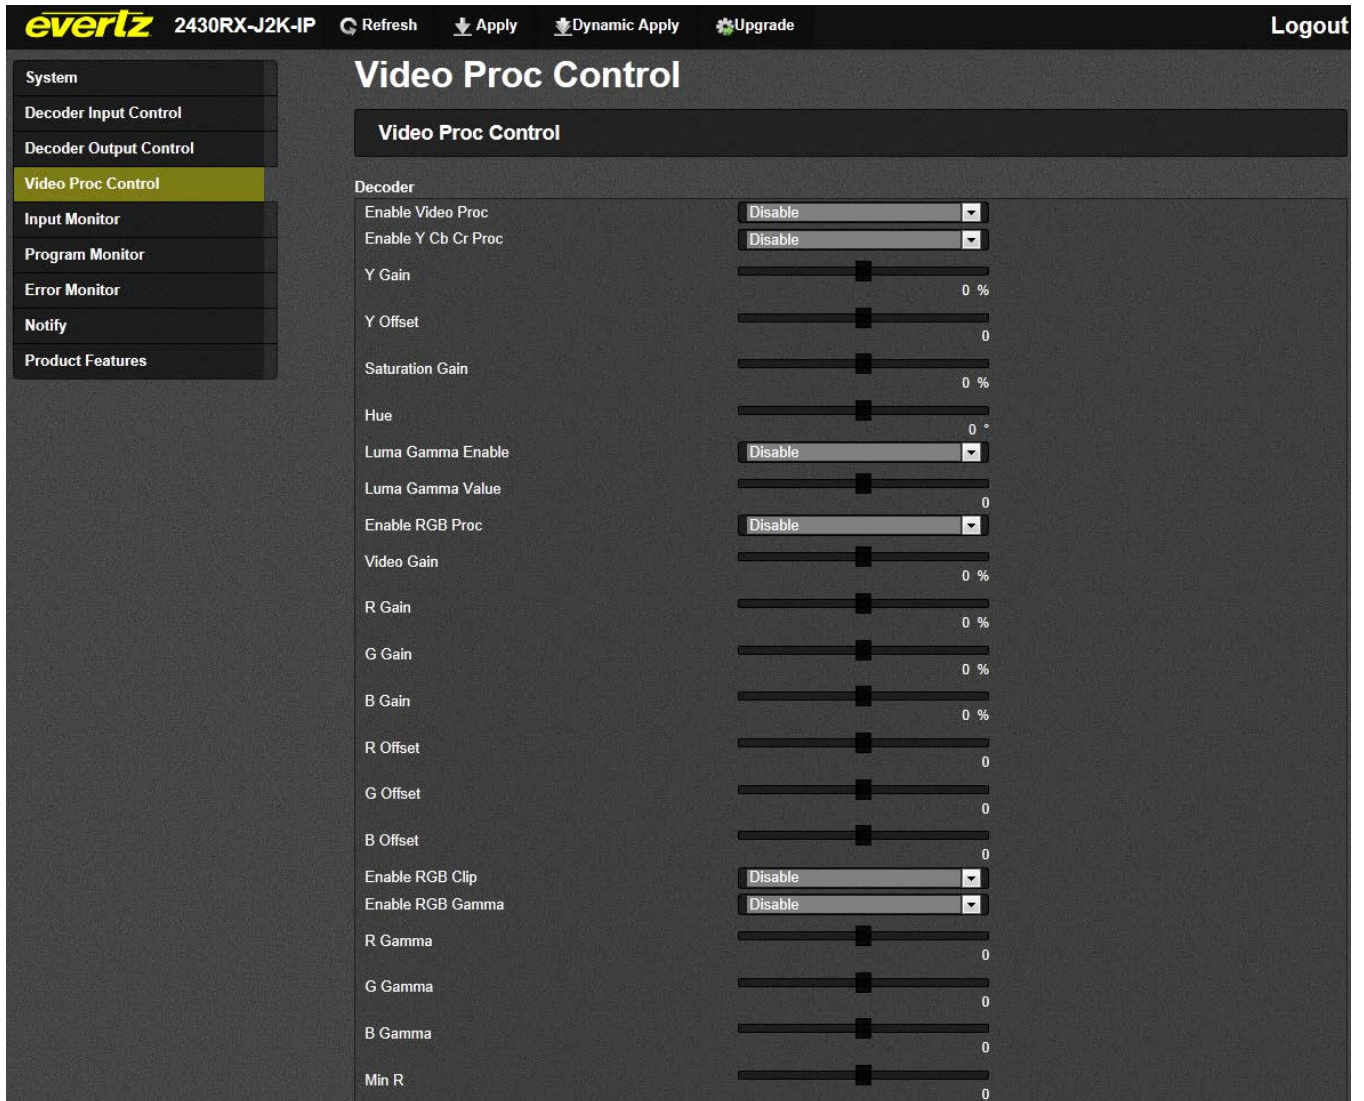 evertz 2430RX-J2K-IP Refresh Apply Dynamic Apply Upgrade Logout
System
Decoder Input Control
Decoder Output Control
Video Proc Control
Input Monitor
Program Monitor
Error Monitor
Notify
Product Features
Video Proc Control
Video Proc Control
Decoder
Enable Video Proc Disable
Enable Y Cb Cr Proc Disable
Y Gain 0 %
Y Offset 0
Saturation Gain 0 %
Hue 0 °
Luma Gamma Enable Disable
Luma Gamma Value 0
Enable RGB Proc Disable
Video Gain 0 %
R Gain 0 %
G Gain 0 %
B Gain 0 %
R Offset 0
G Offset 0
B Offset 0
Enable RGB Clip Disable
Enable RGB Gamma Disable
R Gamma 0
G Gamma 0
B Gamma 0
Min R 0